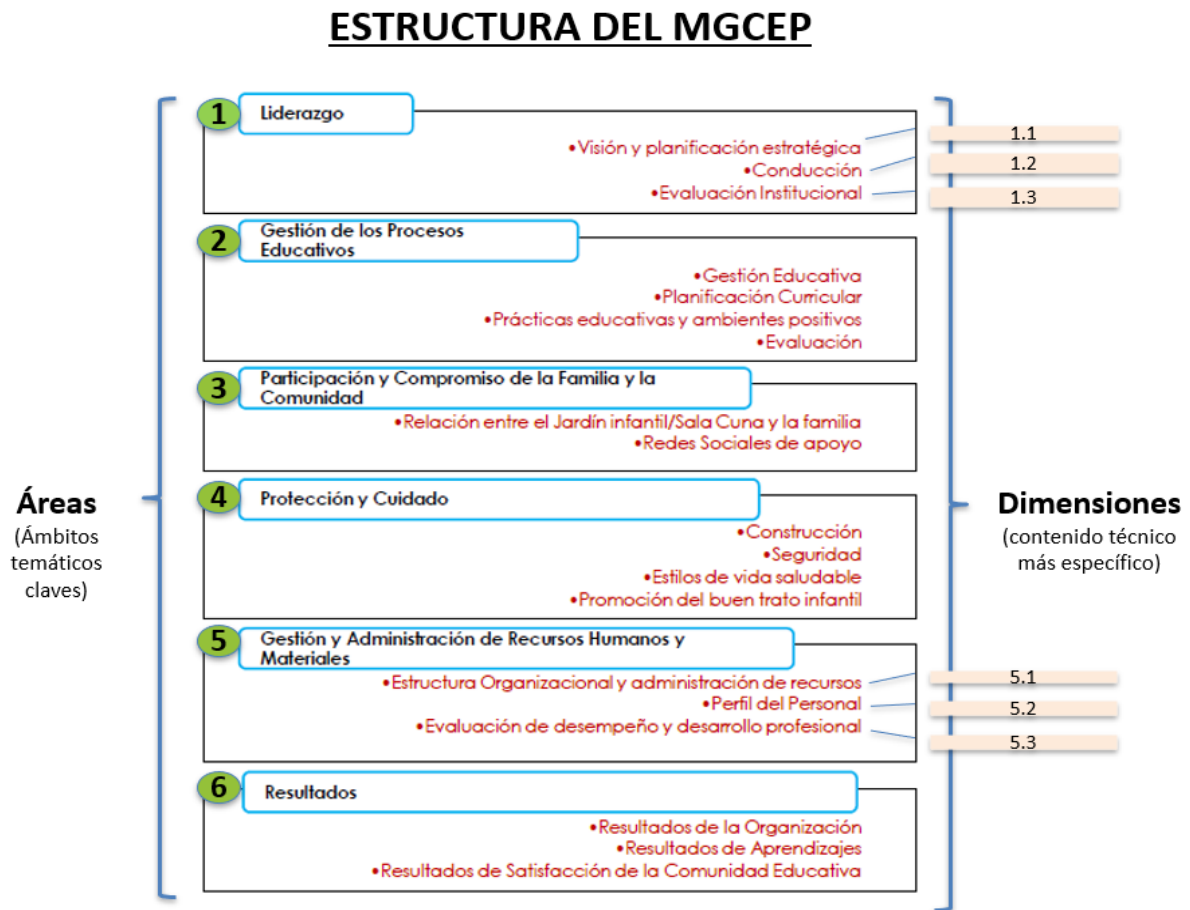 ESTRUCTURA DEL MGCEP
1
Liderazgo
•Visión y planificación estratégica
•Conducción
•Evaluación Institucional
1.1
1.2
1.3
2
Gestión de los Procesos
Educativos
•Gestión Educativa
•Planificación Curricular
•Prácticas educativas y ambientes positivos
•Evaluación
3
Participación y Compromiso de la Familia y la
Comunidad
•Relación entre el Jardín infantil/Sala Cuna y la familia
•Redes Sociales de apoyo
Áreas
(Ámbitos
temáticos
claves)
4
Protección y Cuidado
•Construcción
•Seguridad
•Estilos de vida saludable
•Promoción del buen trato infantil
Dimensiones
(contenido técnico
más específico)
5
Gestión y Administración de Recursos Humanos y
Materiales
•Estructura Organizacional y administración de recursos
•Perfil del Personal
•Evaluación de desempeño y desarrollo profesional
5.1
5.2
5.3
6
Resultados
•Resultados de la Organización
•Resultados de Aprendizajes
•Resultados de Satisfacción de la Comunidad Educativa